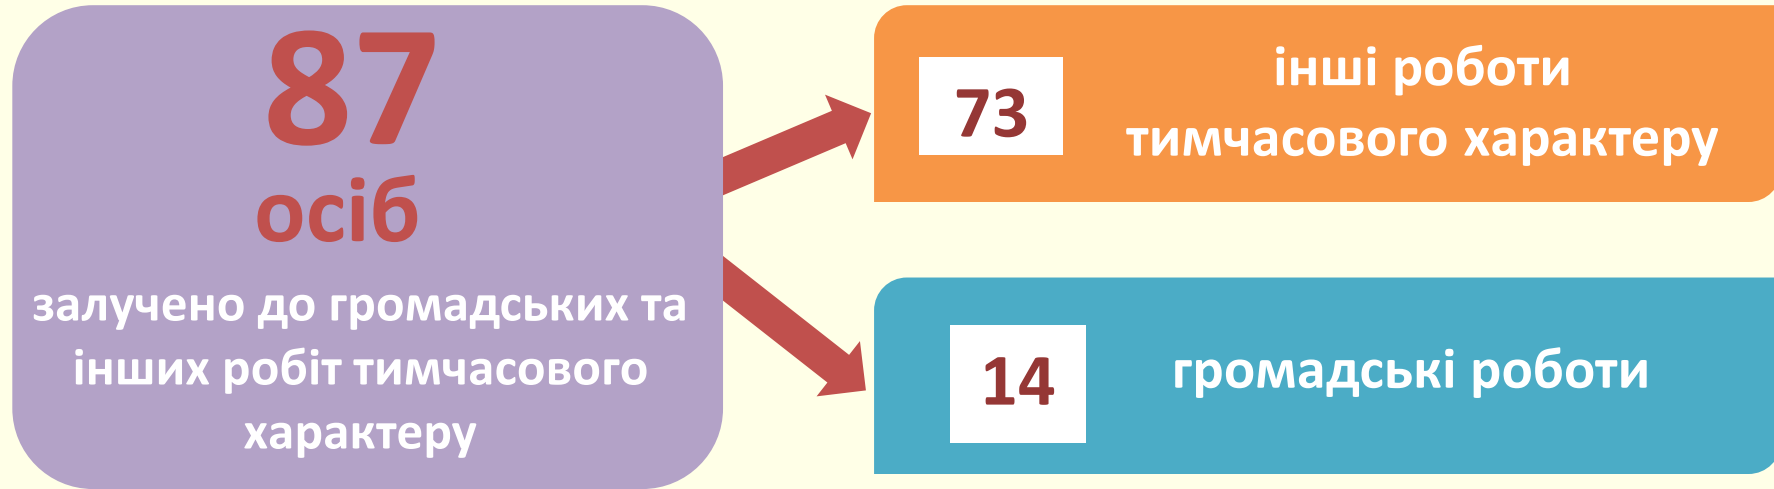 87
осіб
залучено до громадських та
інших робіт тимчасового
характеру
73
інші роботи
тимчасового характеру
14
громадські роботи